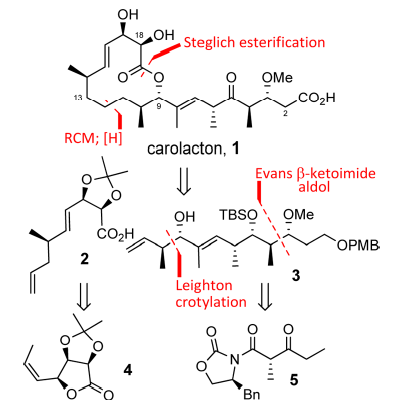 OH
18
OH
Steglich esterification
O
O
O
OMe
13
9
2
CO₂H
RCM; [H]
carolacton, 1
O
O
CO₂H
2
Evans β-ketoimide
aldol
TBSO
OMe
OH
OPMB
3
Leighton
crotylation
O
O
O
O
4
O
O
O
O
N
Bn
5